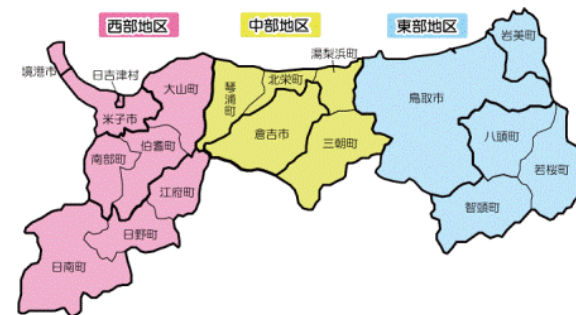 西部地区
中部地区
東部地区
岩美町
湯梨浜町
境港市
日吉津村
大山町
琴浦町
北栄町
鳥取市
米子市
倉吉市
三朝町
八頭町
伯耆町
南部町
若桜町
江府町
智頭町
日野町
日南町